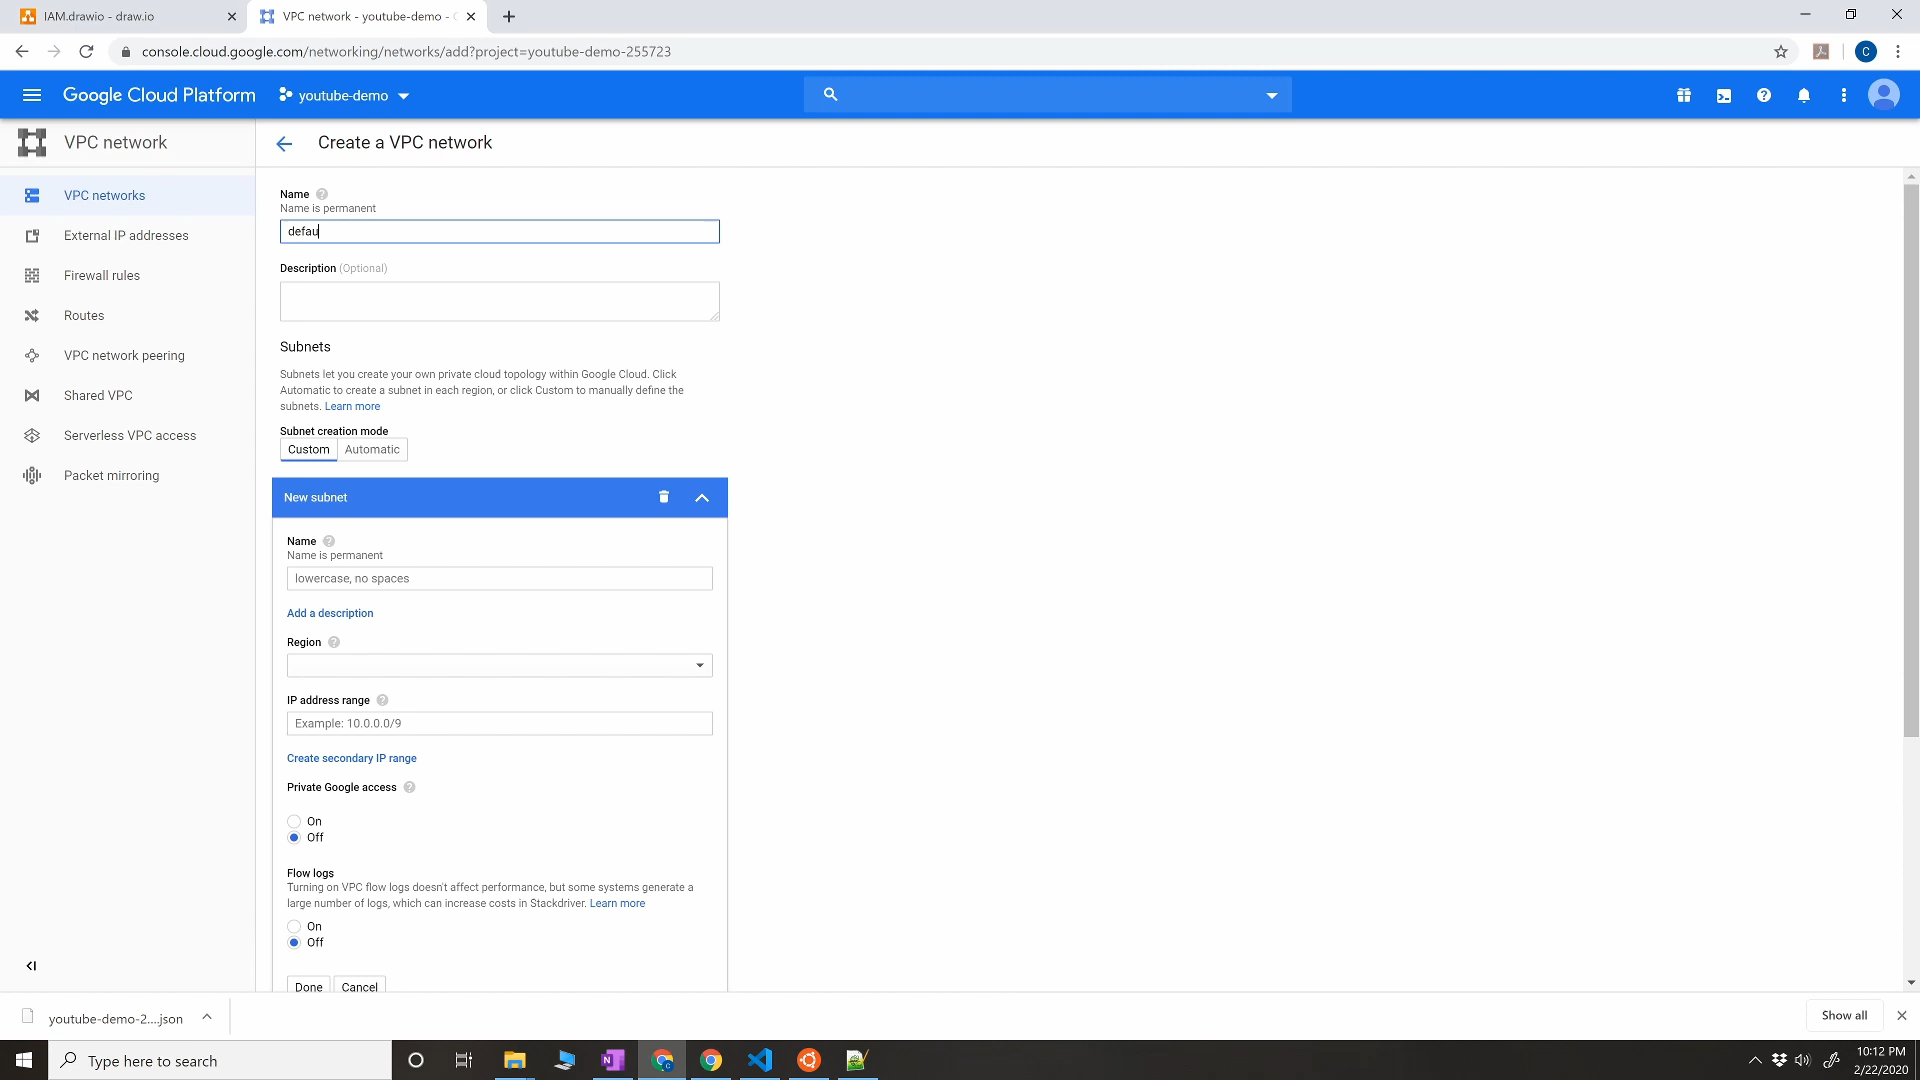 IAM.drawio - draw.io
VPC network - youtube-demo -
console.cloud.google.com/networking/networks/add?project=youtube-demo-255723
C
Google Cloud Platform
youtube-demo
VPC network
Create a VPC network
VPC networks
External IP addresses
Firewall rules
Routes
VPC network peering
Shared VPC
Serverless VPC access
Packet mirroring
Name
Name is permanent
defau
Description (Optional)
Subnets
Subnets let you create your own private cloud topology within Google Cloud. Click
Automatic to create a subnet in each region, or click Custom to manually define the
subnets. Learn more
Subnet creation mode
Custom Automatic
New subnet
Name
Name is permanent
lowercase, no spaces
Add a description
Region
IP address range
Example: 10.0.0.0/9
Create secondary IP range
Private Google access
On
Off
Flow logs
Turning on VPC flow logs doesn't affect performance, but some systems generate a
large number of logs, which can increase costs in Stackdriver. Learn more
On
Off
Done Cancel
youtube-demo-2....json
Show all
Type here to search
10:12 PM
2/22/2020